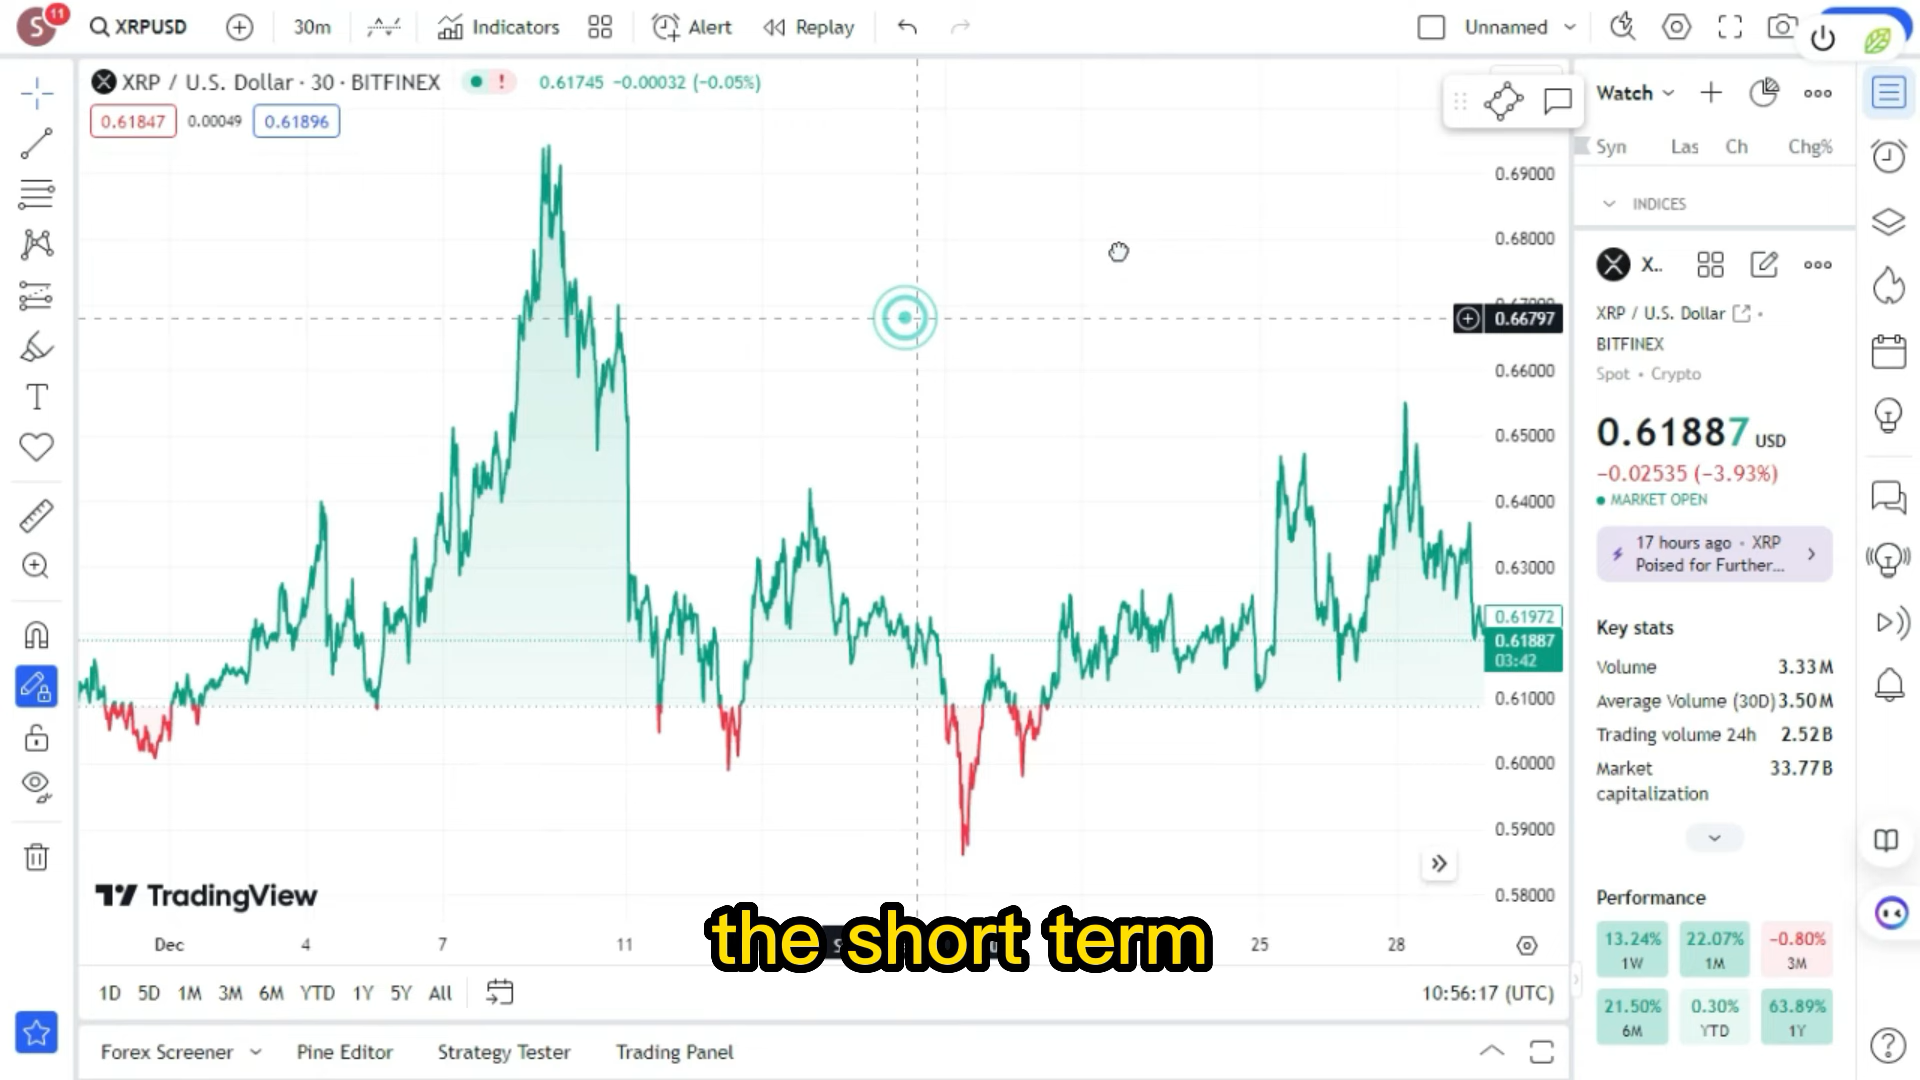 S 11 XRPUSD 30m Indicators Alert Replay Unnamed
XRP / U.S. Dollar · 30 · BITFINEX ! 0.61745 −0.00032 (−0.05%)
0.61847 0.00049 0.61896
0.69000
0.68000
0.66797
0.66000
0.65000
0.64000
0.63000
0.61972
0.61887
03:42
0.61000
0.60000
0.59000
0.58000
TradingView
Dec 4 7 11 25 28
the short term
1D 5D 1M 3M 6M YTD 1Y 5Y All 10:56:17 (UTC)
Forex Screener Pine Editor Strategy Tester Trading Panel
Watch
Syn Las Ch Chg%
INDICES
X..
XRP / U.S. Dollar
BITFINEX
Spot • Crypto
0.61887 USD
−0.02535 (−3.93%)
MARKET OPEN
17 hours ago • XRP
Poised for Further...
Key stats
Volume 3.33M
Average Volume (30D) 3.50M
Trading volume 24h 2.52B
Market 33.77B
capitalization
Performance
13.24% 22.07% −0.80%
1W 1M 3M
21.50% 0.30% 63.89%
6M YTD 1Y